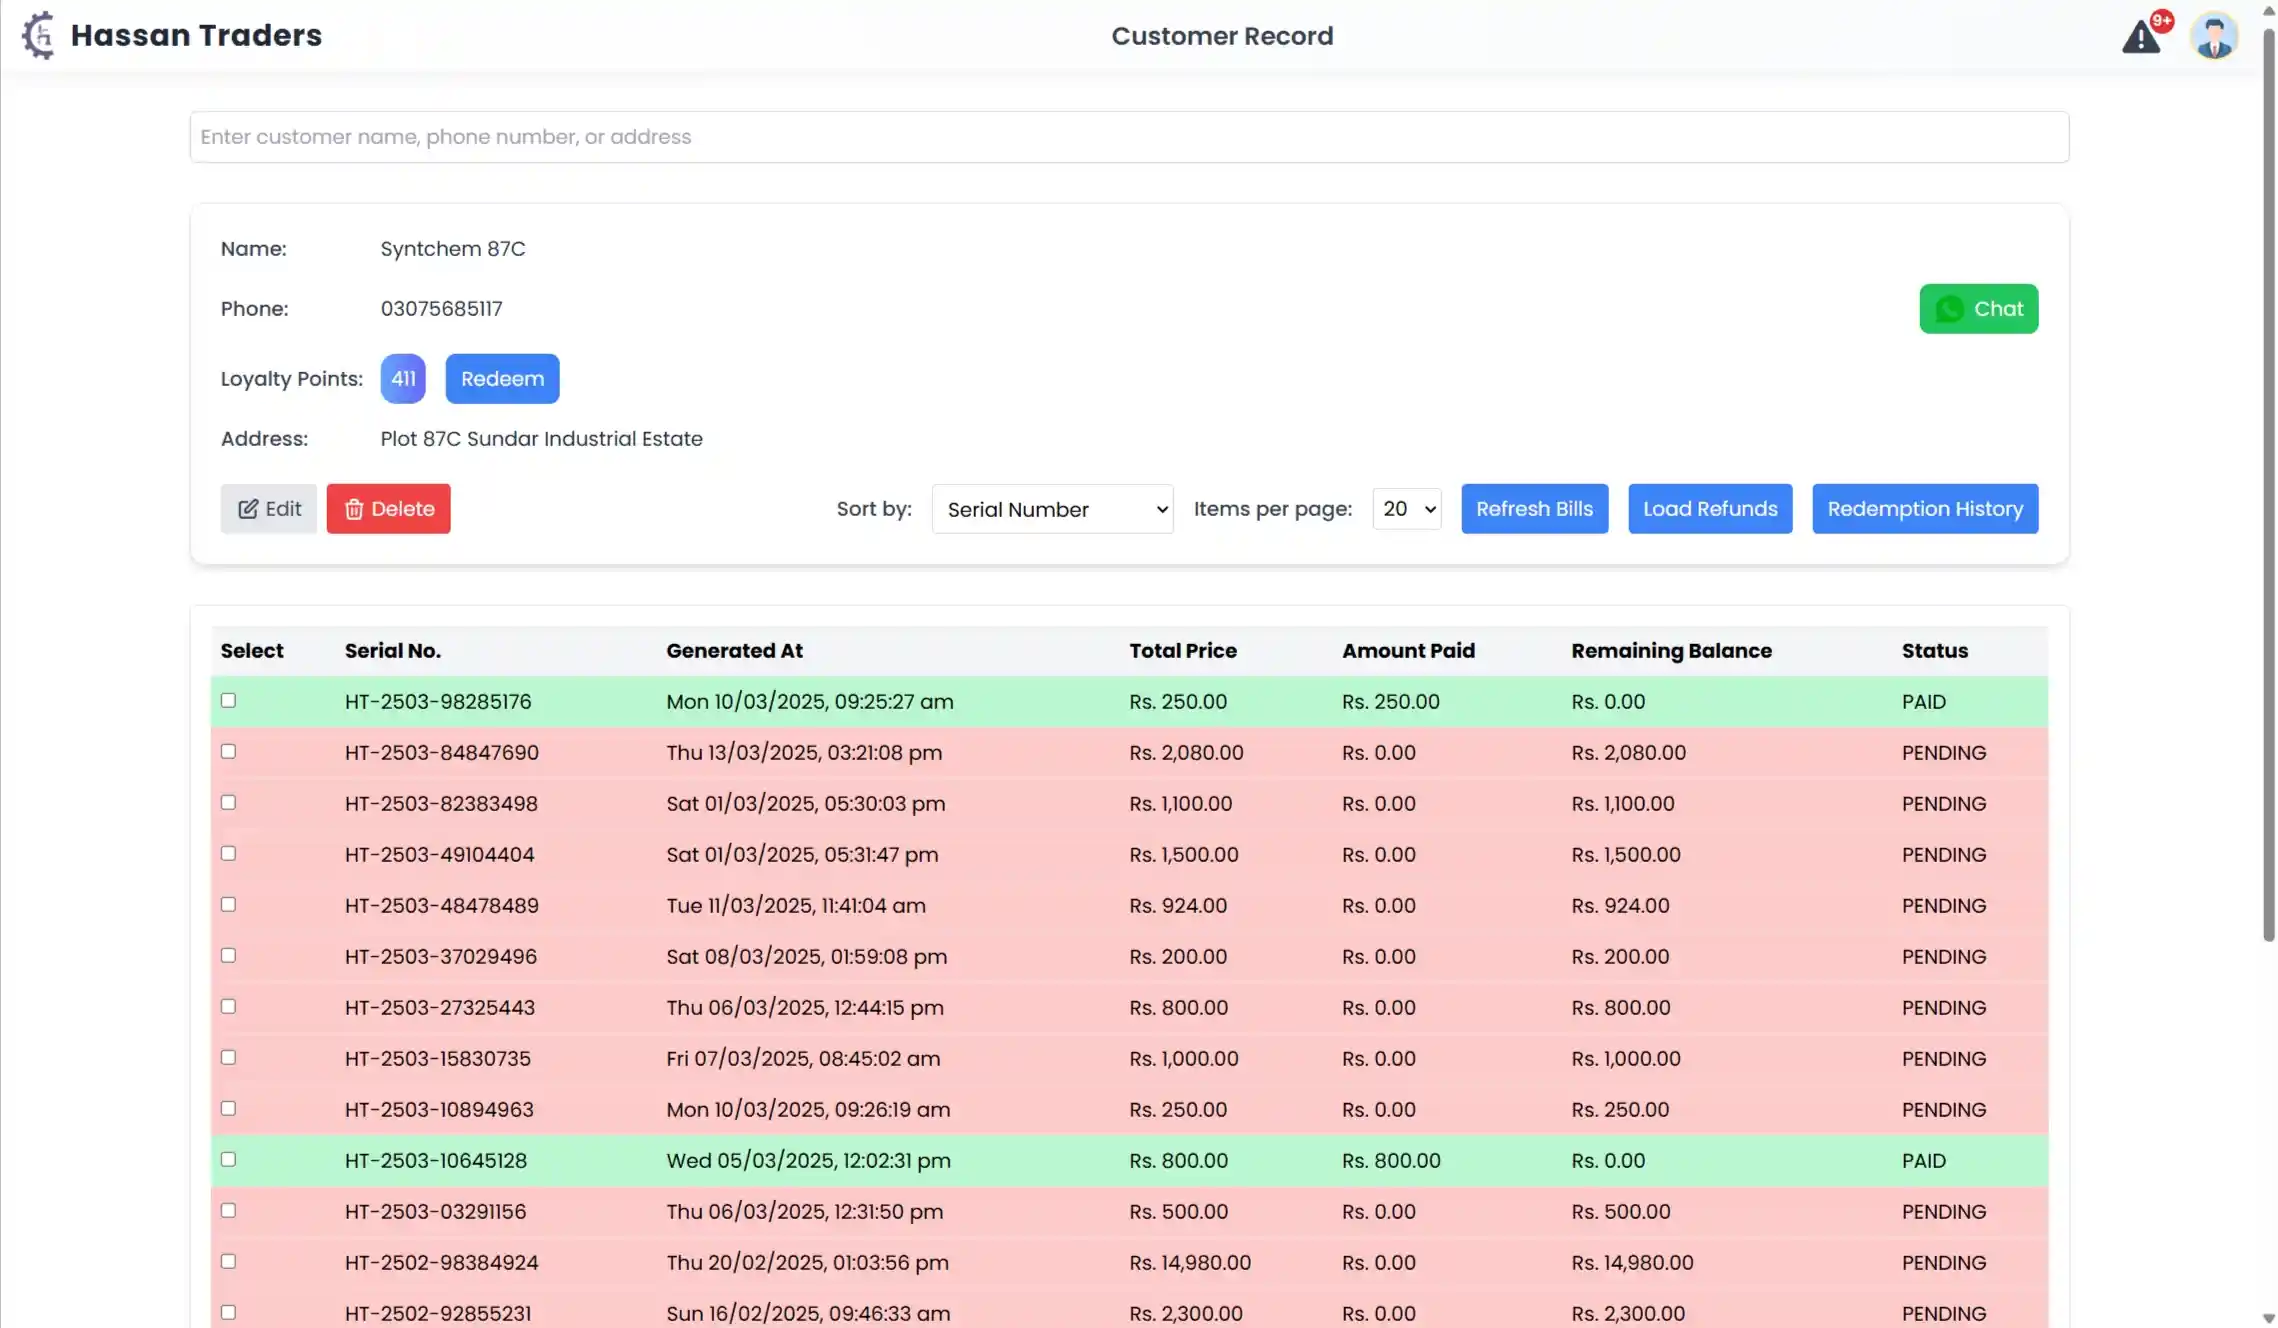 Hassan Traders
Customer Record
9+
Enter customer name, phone number, or address
Name: Syntchem 87C
Phone: 03075685117
Chat
Loyalty Points: 411 Redeem
Address: Plot 87C Sundar Industrial Estate
Edit Delete Sort by: Serial Number Items per page: 20 Refresh Bills Load Refunds Redemption History
Select Serial No. Generated At Total Price Amount Paid Remaining Balance Status
HT-2503-98285176 Mon 10/03/2025, 09:25:27 am Rs. 250.00 Rs. 250.00 Rs. 0.00 PAID
HT-2503-84847690 Thu 13/03/2025, 03:21:08 pm Rs. 2,080.00 Rs. 0.00 Rs. 2,080.00 PENDING
HT-2503-82383498 Sat 01/03/2025, 05:30:03 pm Rs. 1,100.00 Rs. 0.00 Rs. 1,100.00 PENDING
HT-2503-49104404 Sat 01/03/2025, 05:31:47 pm Rs. 1,500.00 Rs. 0.00 Rs. 1,500.00 PENDING
HT-2503-48478489 Tue 11/03/2025, 11:41:04 am Rs. 924.00 Rs. 0.00 Rs. 924.00 PENDING
HT-2503-37029496 Sat 08/03/2025, 01:59:08 pm Rs. 200.00 Rs. 0.00 Rs. 200.00 PENDING
HT-2503-27325443 Thu 06/03/2025, 12:44:15 pm Rs. 800.00 Rs. 0.00 Rs. 800.00 PENDING
HT-2503-15830735 Fri 07/03/2025, 08:45:02 am Rs. 1,000.00 Rs. 0.00 Rs. 1,000.00 PENDING
HT-2503-10894963 Mon 10/03/2025, 09:26:19 am Rs. 250.00 Rs. 0.00 Rs. 250.00 PENDING
HT-2503-10645128 Wed 05/03/2025, 12:02:31 pm Rs. 800.00 Rs. 800.00 Rs. 0.00 PAID
HT-2503-03291156 Thu 06/03/2025, 12:31:50 pm Rs. 500.00 Rs. 0.00 Rs. 500.00 PENDING
HT-2502-98384924 Thu 20/02/2025, 01:03:56 pm Rs. 14,980.00 Rs. 0.00 Rs. 14,980.00 PENDING
HT-2502-92855231 Sun 16/02/2025, 09:46:33 am Rs. 2,300.00 Rs. 0.00 Rs. 2,300.00 PENDING